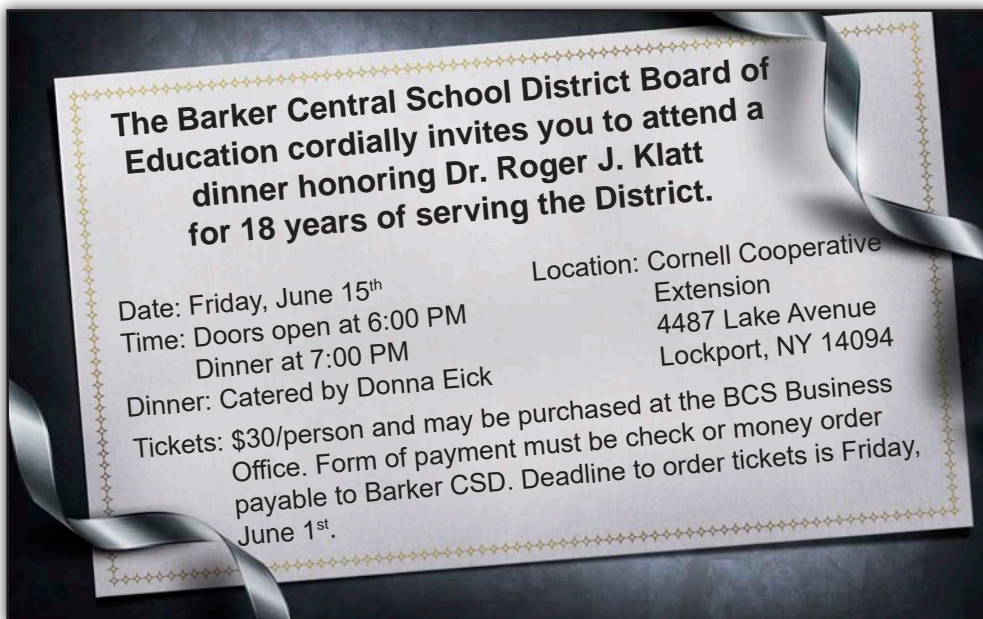 The Barker Central School District Board of
Education cordially invites you to attend a
dinner honoring Dr. Roger J. Klatt
for 18 years of serving the District.
Date: Friday, June 15th
Time: Doors open at 6:00 PM
Dinner at 7:00 PM
Dinner: Catered by Donna Eick
Location: Cornell Cooperative
Extension
4487 Lake Avenue
Lockport, NY 14094
Tickets: $30/person and may be purchased at the BCS Business
Office. Form of payment must be check or money order
payable to Barker CSD. Deadline to order tickets is Friday,
June 1st.